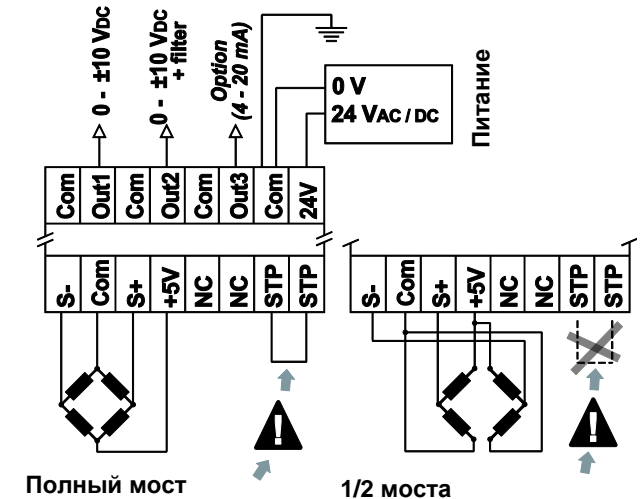 0 - ±10 VDC
0 - ±10 VDC
+ filter
Option
(4 - 20 mA)
0 V
24 VAC / DC
Питание
Com
Out1
Com
Out2
Com
Out3
Com
24V
S-
Com
S+
+5V
NC
NC
STP
STP
S-
Com
S+
+5V
NC
NC
STP
STP
Полный мост
1/2 моста